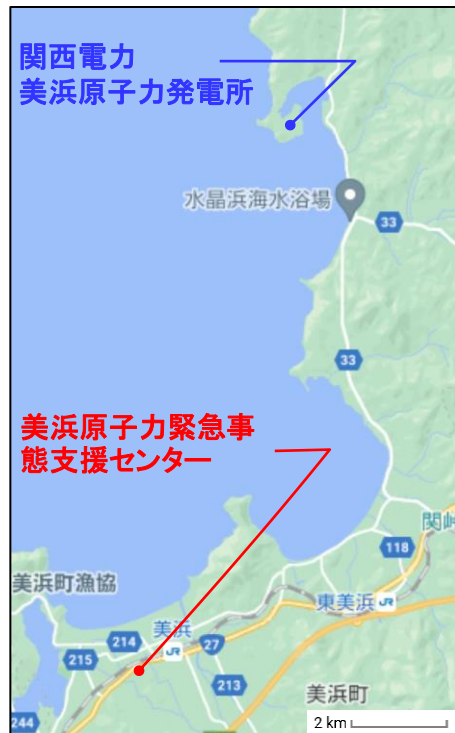 関西電力
美浜原子力発電所
水晶浜海水浴場
33
33
美浜原子力緊急事
態支援センター
関峠
118
美浜町漁協
東美浜
JR
美浜
214
27
JR
215
213
美浜町
244
2 km